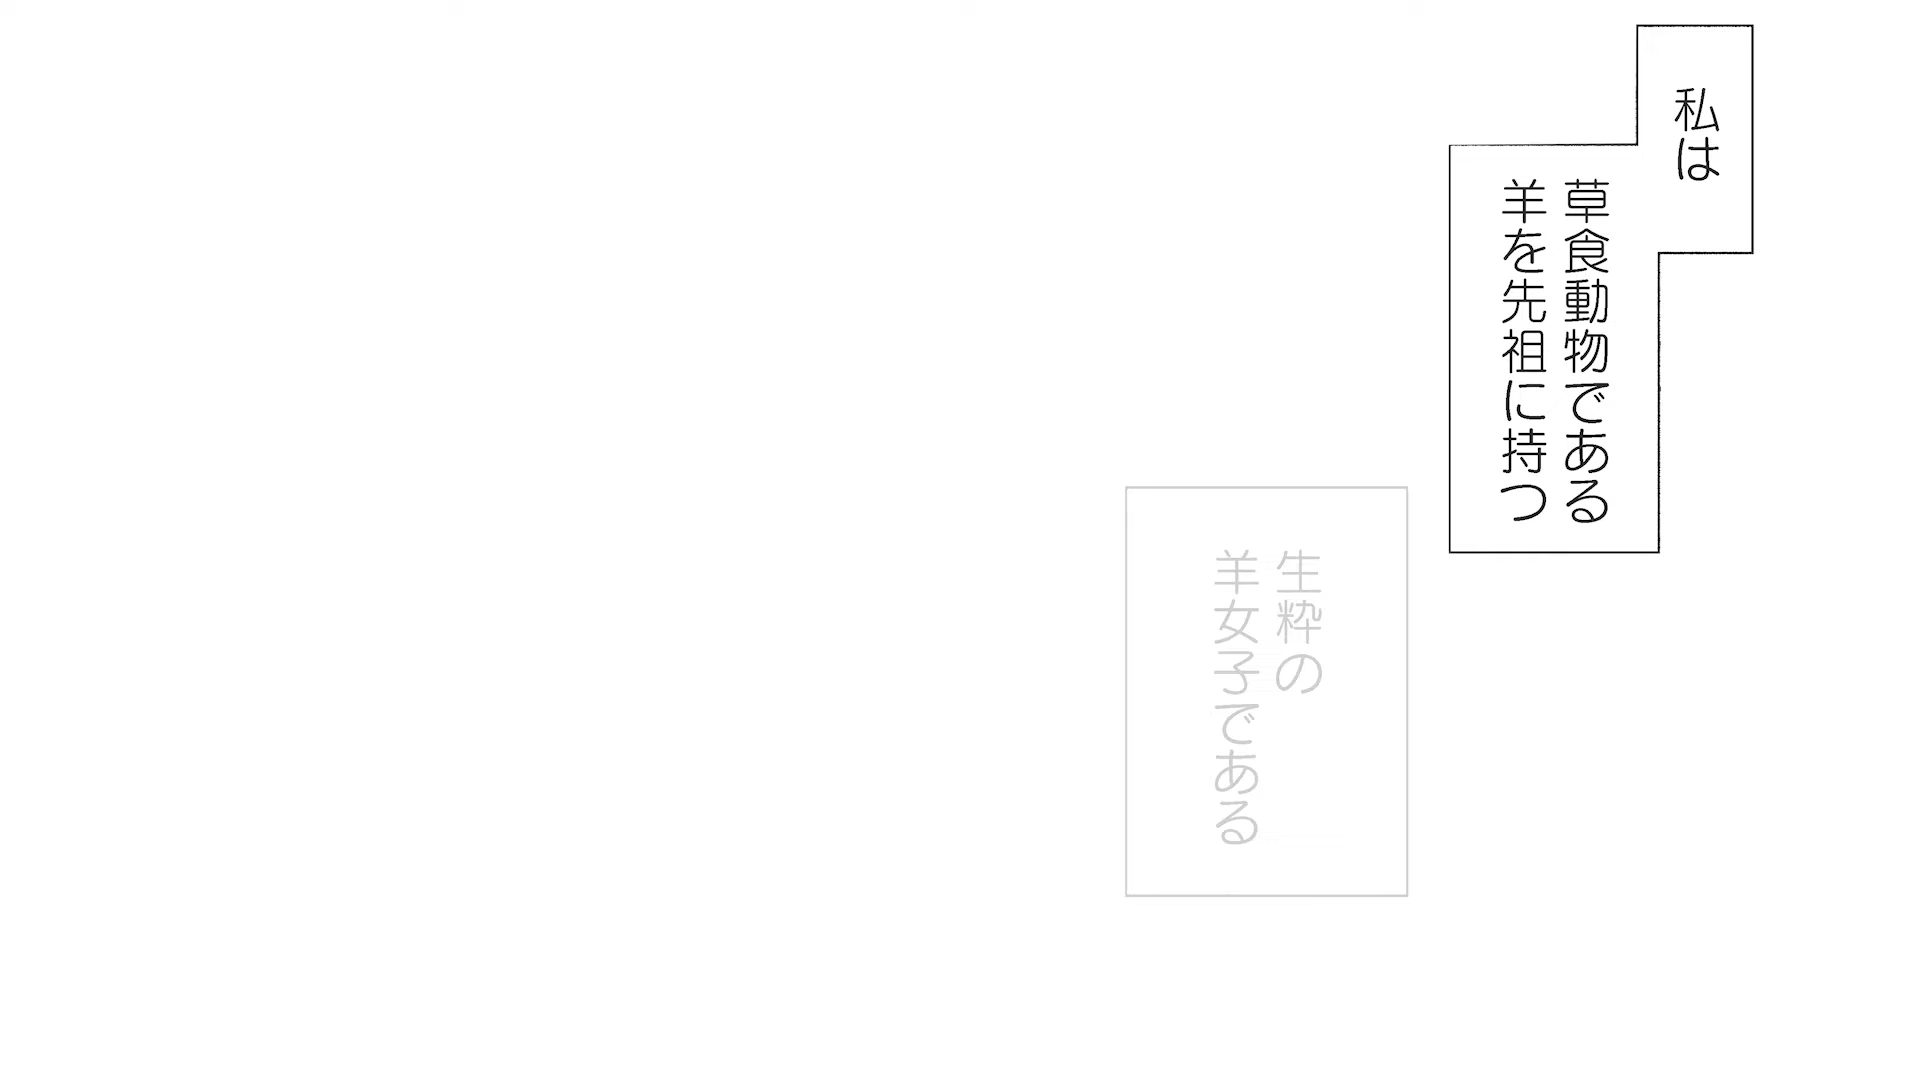 私は
草食動物である
羊を先祖に持つ
生粋の
羊女子である